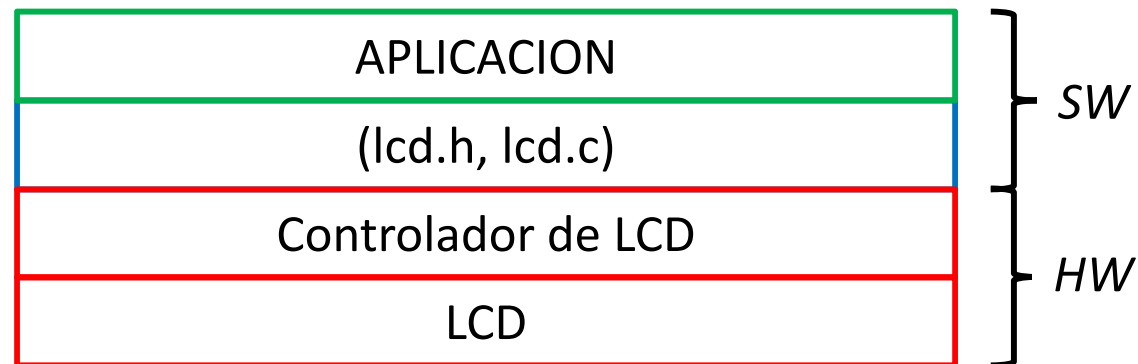 APLICACION
(lcd.h, lcd.c)
SW
Controlador de LCD
LCD
HW